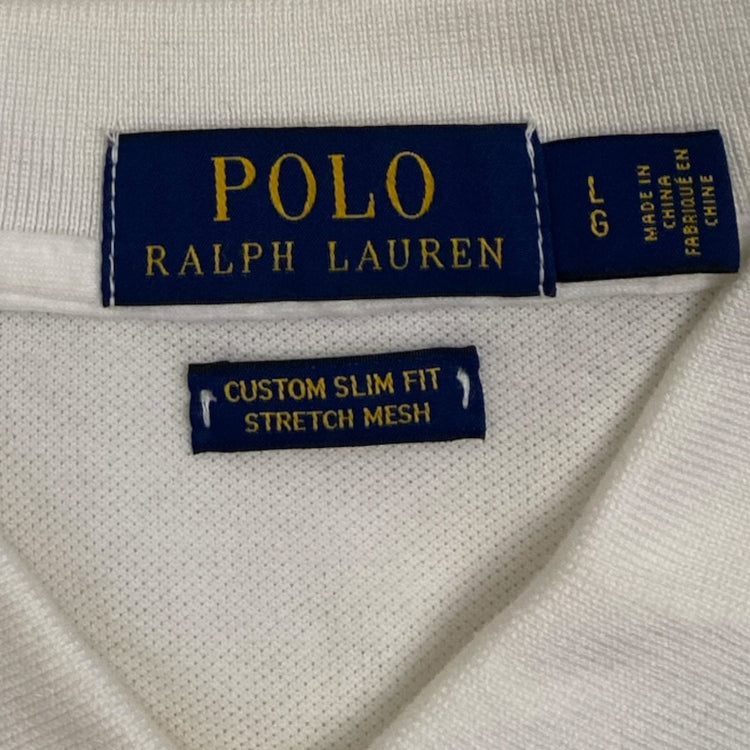 POLO
RALPH LAUREN
L
G
MADE IN
CHINA
FABRIQUÉ EN
CHINE
CUSTOM SLIM FIT
STRETCH MESH